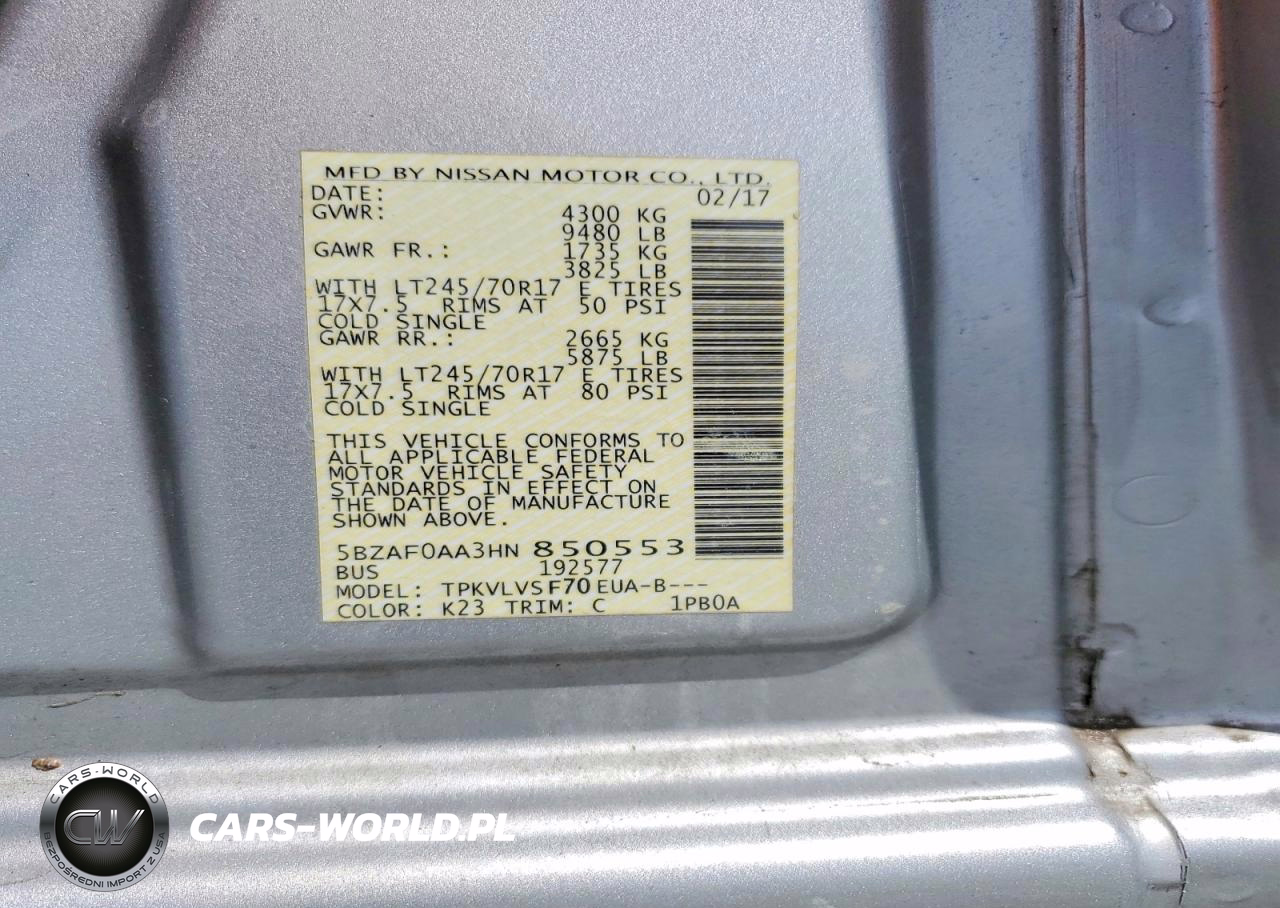 MFD BY NISSAN MOTOR CO., LTD.
DATE: 02/17
GVWR: 4300 KG
9480 LB
GAWR FR.: 1735 KG
3825 LB
WITH LT245/70R17 E TIRES
17X7.5 RIMS AT 50 PSI
COLD SINGLE
GAWR RR.: 2665 KG
5875 LB
WITH LT245/70R17 E TIRES
17X7.5 RIMS AT 80 PSI
COLD SINGLE
THIS VEHICLE CONFORMS TO
ALL APPLICABLE FEDERAL
MOTOR VEHICLE SAFETY
STANDARDS IN EFFECT ON
THE DATE OF MANUFACTURE
SHOWN ABOVE.
5BZAF0AA3HN 850553
BUS 192577
MODEL: TPKVLVSF70EUA-B---
COLOR: K23 TRIM: C 1PB0A
CARS-WORLD
CW
BEZPOŚREDNI IMPORT Z USA
CARS-WORLD.PL